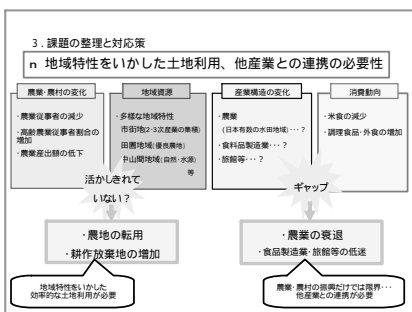 3．課題の整理と対応策
n 地域特性をいかした土地利用、他産業との連携の必要性
農業・農村の変化
・農業従事者の減少
・高齢農業従事者割合の
増加
・農業産出額の低下
地域資源
・多様な地域特性
市街地(2･3次産業の集積)
田園地域(優良農地)
中山間地域(自然・水源)
等
産業構造の変化
・農業
(日本有数の水田地域)･･･？
・食料品製造業･･･？
・旅館等･･･？
消費動向
・米食の減少
・調理食品・外食の増加
活かしきれて
いない？
ギャップ
・農地の転用
・耕作放棄地の増加
・農業の衰退
・食品製造業・旅館等の低迷
地域特性をいかした
効率的な土地利用が必要
農業・農村の振興だけでは限界･･･
他産業との連携が必要